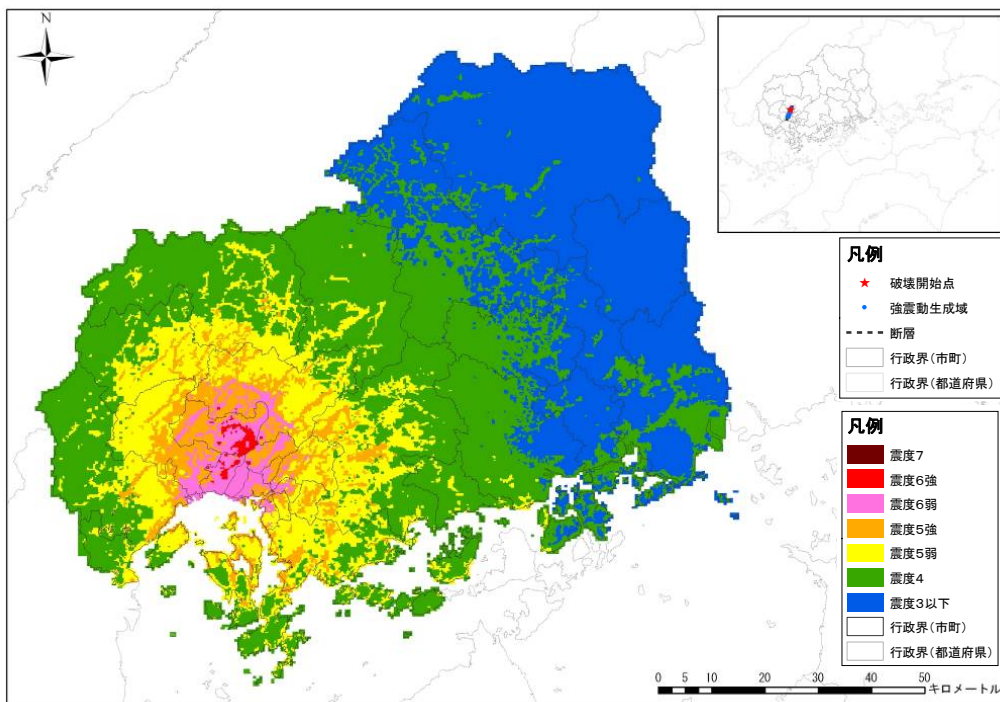 N
凡例
破壊開始点
強震動生成域
断層
行政界(市町)
行政界(都道府県)
凡例
震度7
震度6強
震度6弱
震度5強
震度5弱
震度4
震度3以下
行政界(市町)
行政界(都道府県)
0 5 10 20 30 40 50
キロメートル